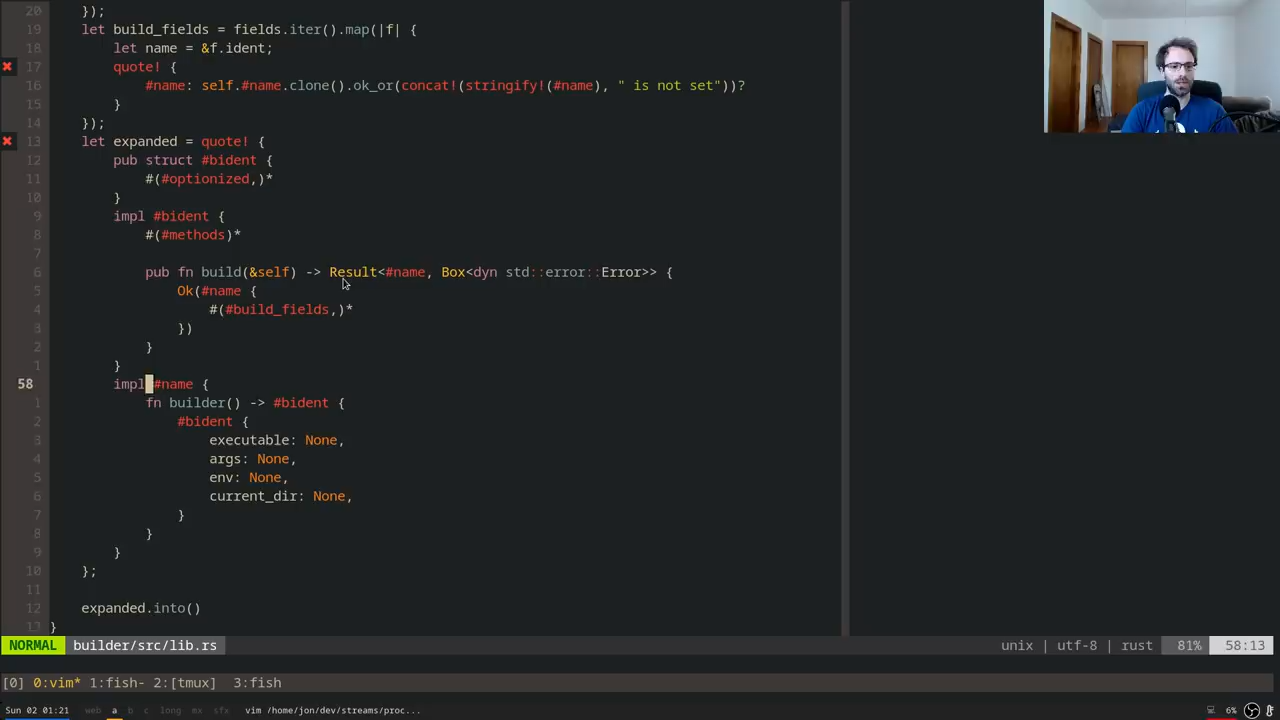 20 });
19 let build_fields = fields.iter().map(|f| {
18 let name = &f.ident;
17 quote! {
16 #name: self.#name.clone().ok_or(concat!(stringify!(#name), " is not set"))?
15 }
14 });
13 let expanded = quote! {
12 pub struct #bident {
11 #(#optionized,)*
10 }
9 impl #bident {
8 #(#methods)*
7
6 pub fn build(&self) -> Result<#name, Box<dyn std::error::Error>> {
5 Ok(#name {
4 #(#build_fields,)*
3 })
2 }
1 }
58 impl #name {
1 fn builder() -> #bident {
2 #bident {
3 executable: None,
4 args: None,
5 env: None,
6 current_dir: None,
7 }
8 }
9 }
10 };
11
12 expanded.into()
13 }
NORMAL builder/src/lib.rs unix | utf-8 | rust 81% 58:13
[0] 0:vim* 1:fish- 2:[tmux] 3:fish
Sun 02 01:21 web a b c long mx sfx vim /home/jon/dev/streams/proc... 6%